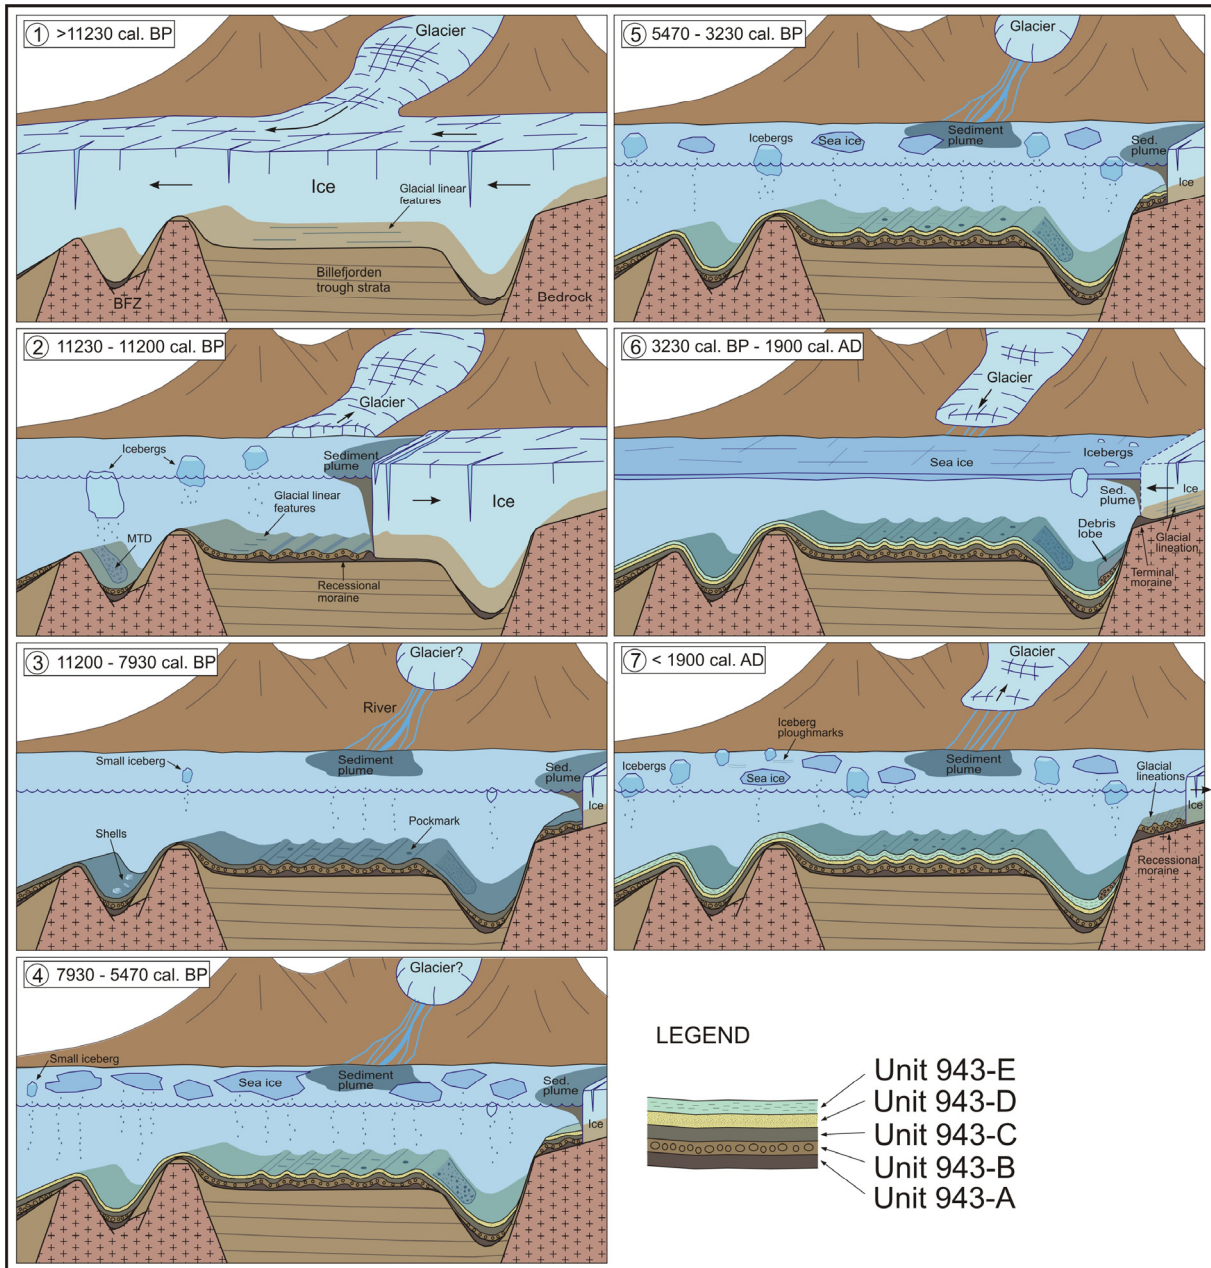 1 >11230 cal. BP
Glacier
Ice
Glacial linear
features
Billefjorden
trough strata
BFZ
Bedrock
2 11230 - 11200 cal. BP
Glacier
Icebergs
Sediment
plume
Ice
Glacial linear
features
MTD
Recessional
moraine
3 11200 - 7930 cal. BP
Glacier?
River
Small iceberg
Sediment
plume
Sed.
plume
Ice
Pockmark
Shells
4 7930 - 5470 cal. BP
Glacier?
Small iceberg
Sea ice
Sediment
plume
Sed.
plume
Ice
5 5470 - 3230 cal. BP
Glacier
Icebergs
Sea ice
Sediment
plume
Sed.
plume
Ice
6 3230 cal. BP - 1900 cal. AD
Glacier
Sea ice
Icebergs
Sed.
plume
Ice
Debris
lobe
Glacial
lineation
Terminal
moraine
7 < 1900 cal. AD
Glacier
Iceberg
ploughmarks
Icebergs
Sea ice
Sediment
plume
Glacial
lineations
Ice
Recessional
moraine
LEGEND
Unit 943-E
Unit 943-D
Unit 943-C
Unit 943-B
Unit 943-A